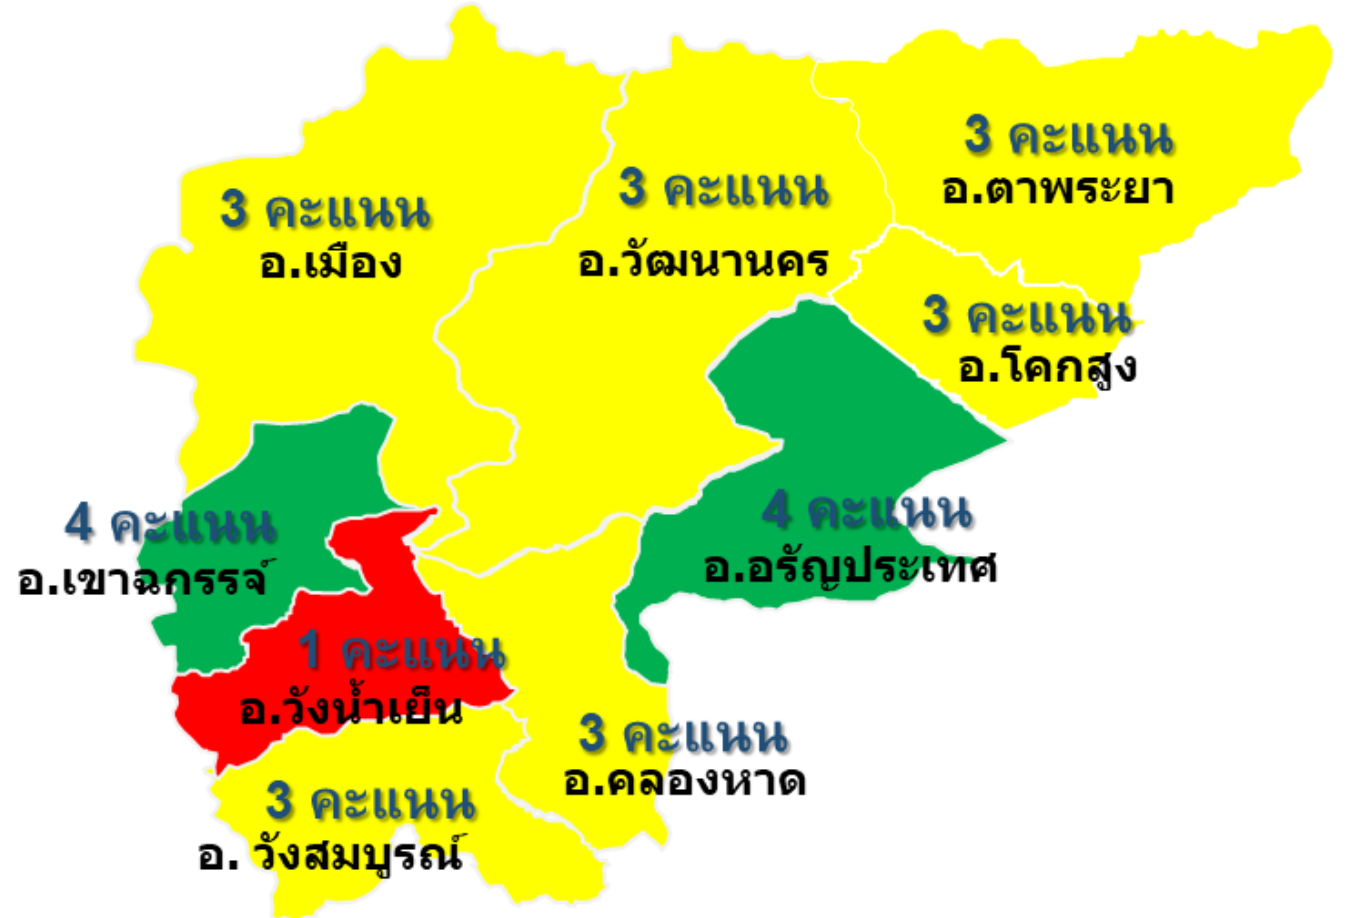 3 คะแนน
อ.ตาพระยา
3 คะแนน
อ.วัฒนานคร
3 คะแนน
อ.เมือง
3 คะแนน
อ.โคกสูง
4 คะแนน
อ.อรัญประเทศ
4 คะแนน
อ.เขาฉกรรจ์
1 คะแนน
อ.วังน้ำเย็น
3 คะแนน
อ.คลองหาด
3 คะแนน
อ. วังสมบูรณ์